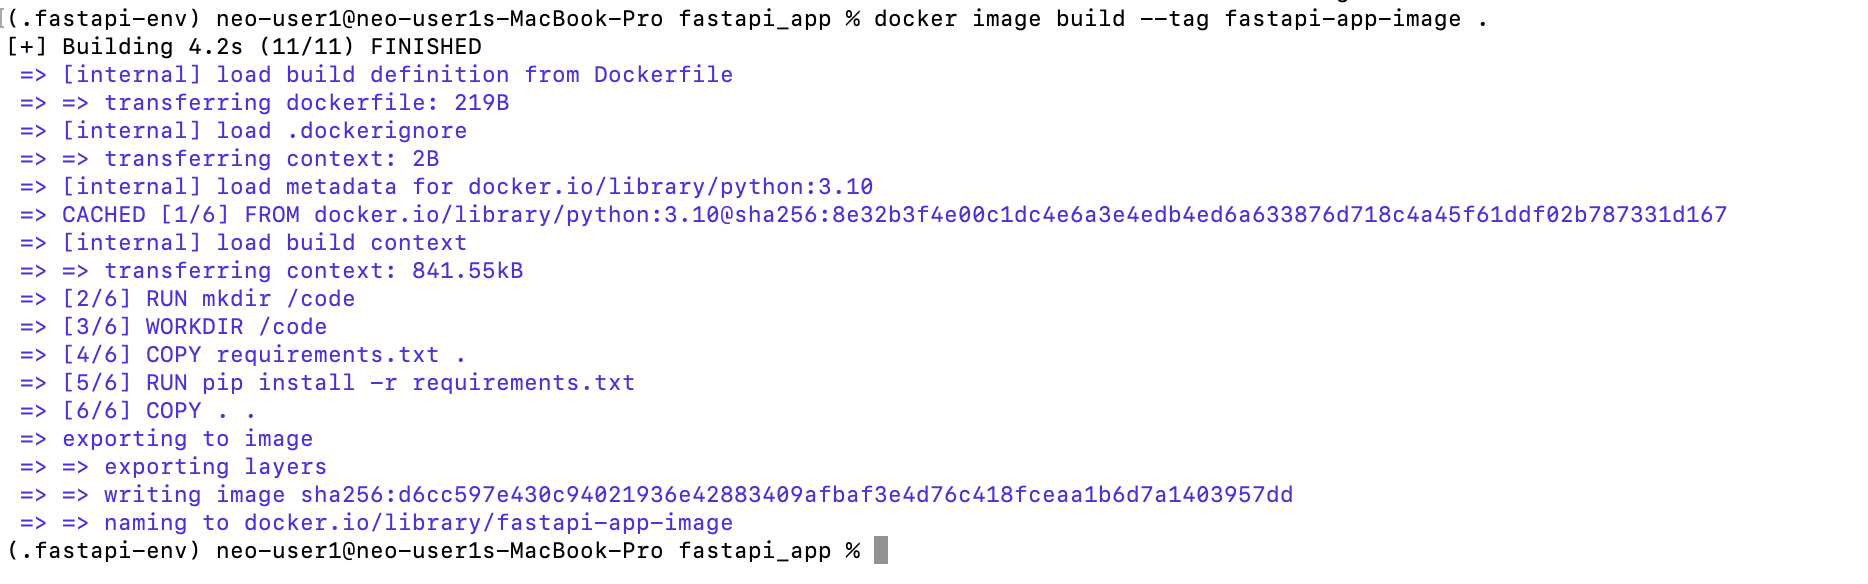 (.fastapi-env) neo-user1@neo-user1s-MacBook-Pro fastapi_app % docker image build --tag fastapi-app-image .
[+] Building 4.2s (11/11) FINISHED
=> [internal] load build definition from Dockerfile
=> => transferring dockerfile: 219B
=> [internal] load .dockerignore
=> => transferring context: 2B
=> [internal] load metadata for docker.io/library/python:3.10
=> CACHED [1/6] FROM docker.io/library/python:3.10@sha256:8e32b3f4e00c1dc4e6a3e4edb4ed6a633876d718c4a45f61ddf02b787331d167
=> [internal] load build context
=> => transferring context: 841.55kB
=> [2/6] RUN mkdir /code
=> [3/6] WORKDIR /code
=> [4/6] COPY requirements.txt .
=> [5/6] RUN pip install -r requirements.txt
=> [6/6] COPY . .
=> exporting to image
=> => exporting layers
=> => writing image sha256:d6cc597e430c94021936e42883409afbaf3e4d76c418fceaa1b6d7a1403957dd
=> => naming to docker.io/library/fastapi-app-image
(.fastapi-env) neo-user1@neo-user1s-MacBook-Pro fastapi_app %